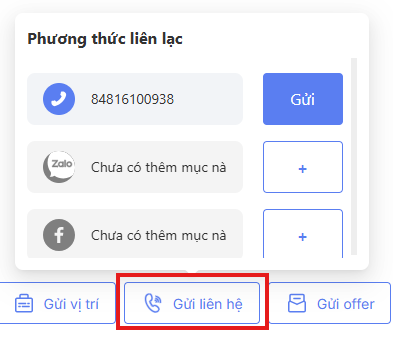 Phương thức liên lạc
84816100938
Gửi
Zalo
Chưa có thêm mục nà
+
Chưa có thêm mục nà
+
Gửi vị trí
Gửi liên hệ
Gửi offer